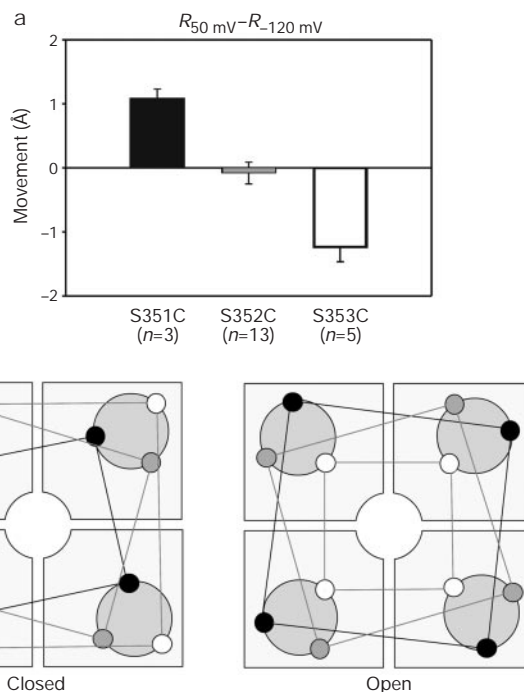 a
R50 mV–R–120 mV
2
1
0
–1
–2
Movement (Å)
S351C S352C S353C
(n=3) (n=13) (n=5)
Closed Open